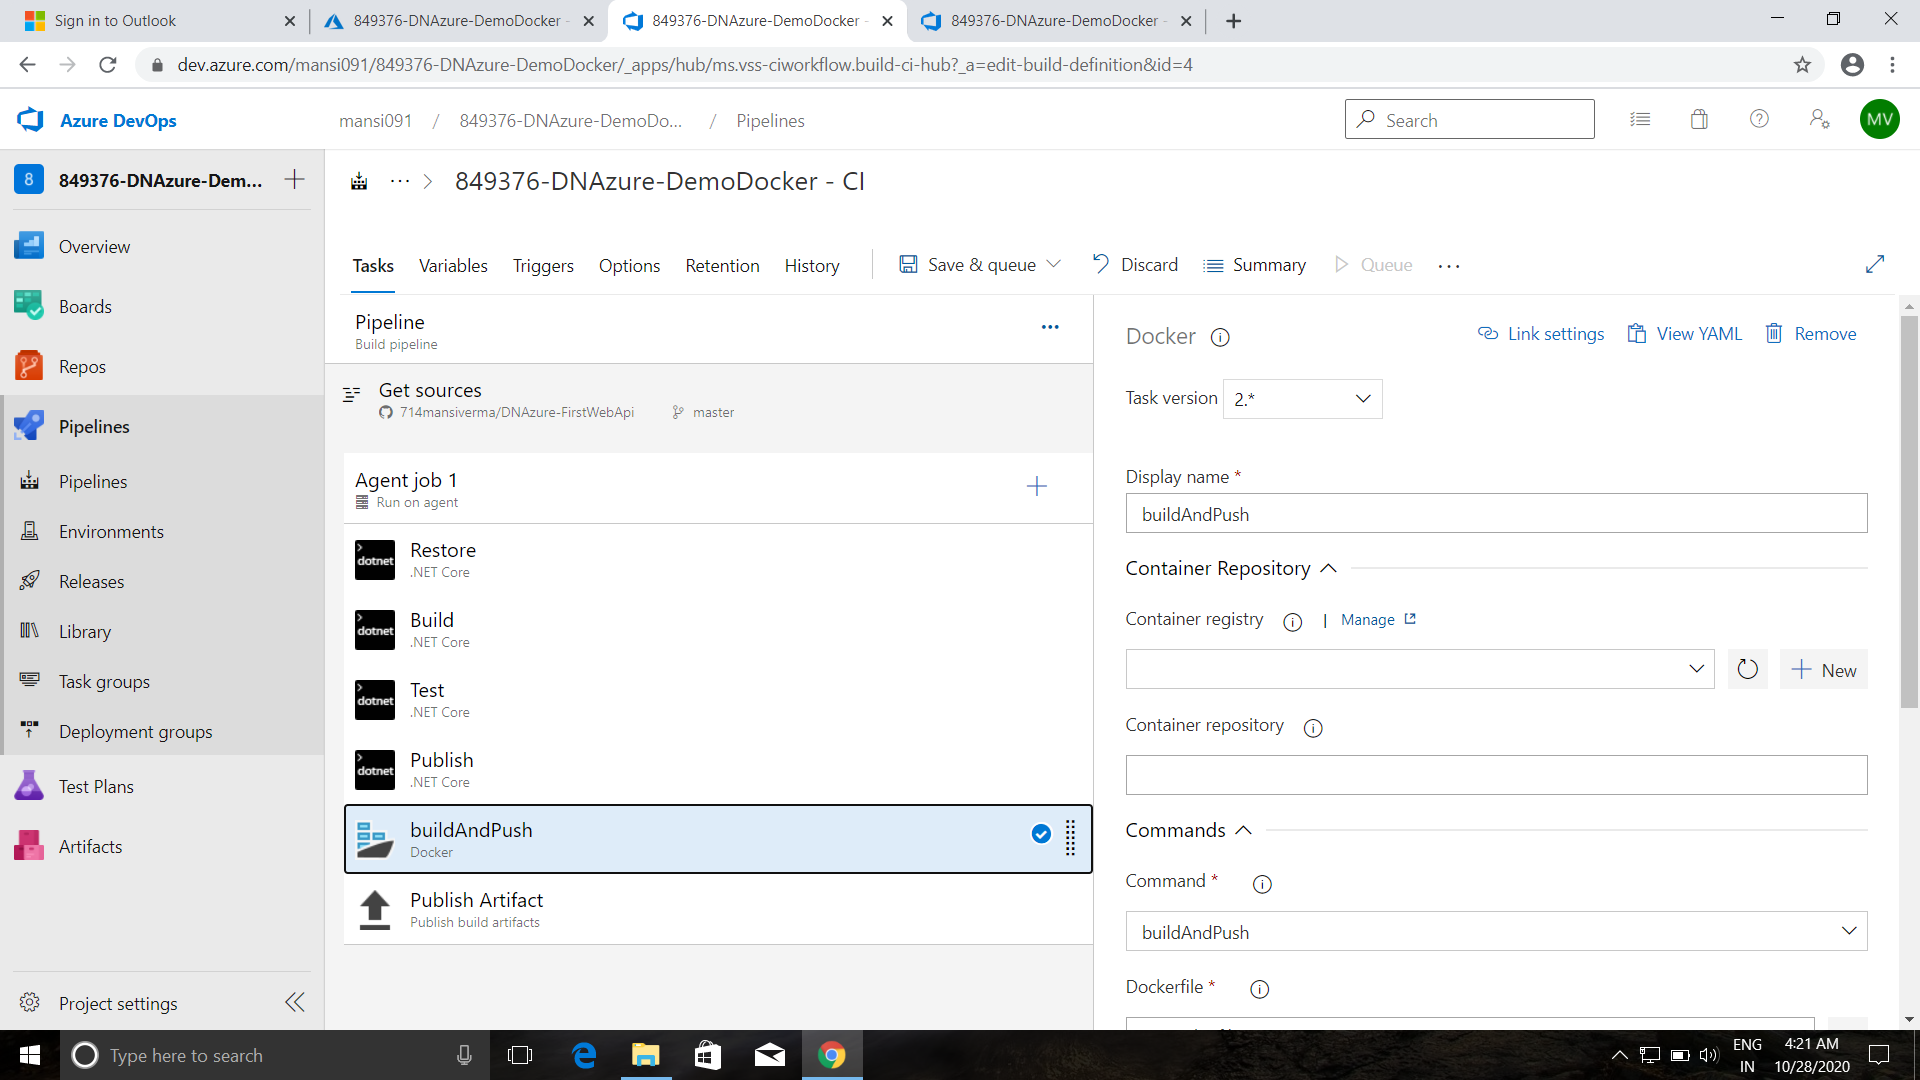 Sign in to Outlook
849376-DNAzure-DemoDocker -
849376-DNAzure-DemoDocker -
849376-DNAzure-DemoDocker -
dev.azure.com/mansi091/849376-DNAzure-DemoDocker/_apps/hub/ms.vss-ciworkflow.build-ci-hub?_a=edit-build-definition&id=4
Azure DevOps
mansi091 / 849376-DNAzure-DemoDo... / Pipelines
Search
MV
8 849376-DNAzure-Dem...
Overview
Boards
Repos
Pipelines
Pipelines
Environments
Releases
Library
Task groups
Deployment groups
Test Plans
Artifacts
Project settings
... > 849376-DNAzure-DemoDocker - CI
Tasks Variables Triggers Options Retention History Save & queue Discard Summary Queue ...
Pipeline
Build pipeline
Get sources
714mansiverma/DNAzure-FirstWebApi master
Agent job 1
Run on agent
dotnet
Restore
.NET Core
dotnet
Build
.NET Core
dotnet
Test
.NET Core
dotnet
Publish
.NET Core
buildAndPush
Docker
Publish Artifact
Publish build artifacts
Docker
Link settings View YAML Remove
Task version 2.*
Display name *
buildAndPush
Container Repository
Container registry | Manage
New
Container repository
Commands
Command *
buildAndPush
Dockerfile *
Type here to search
ENG
IN
4:21 AM
10/28/2020